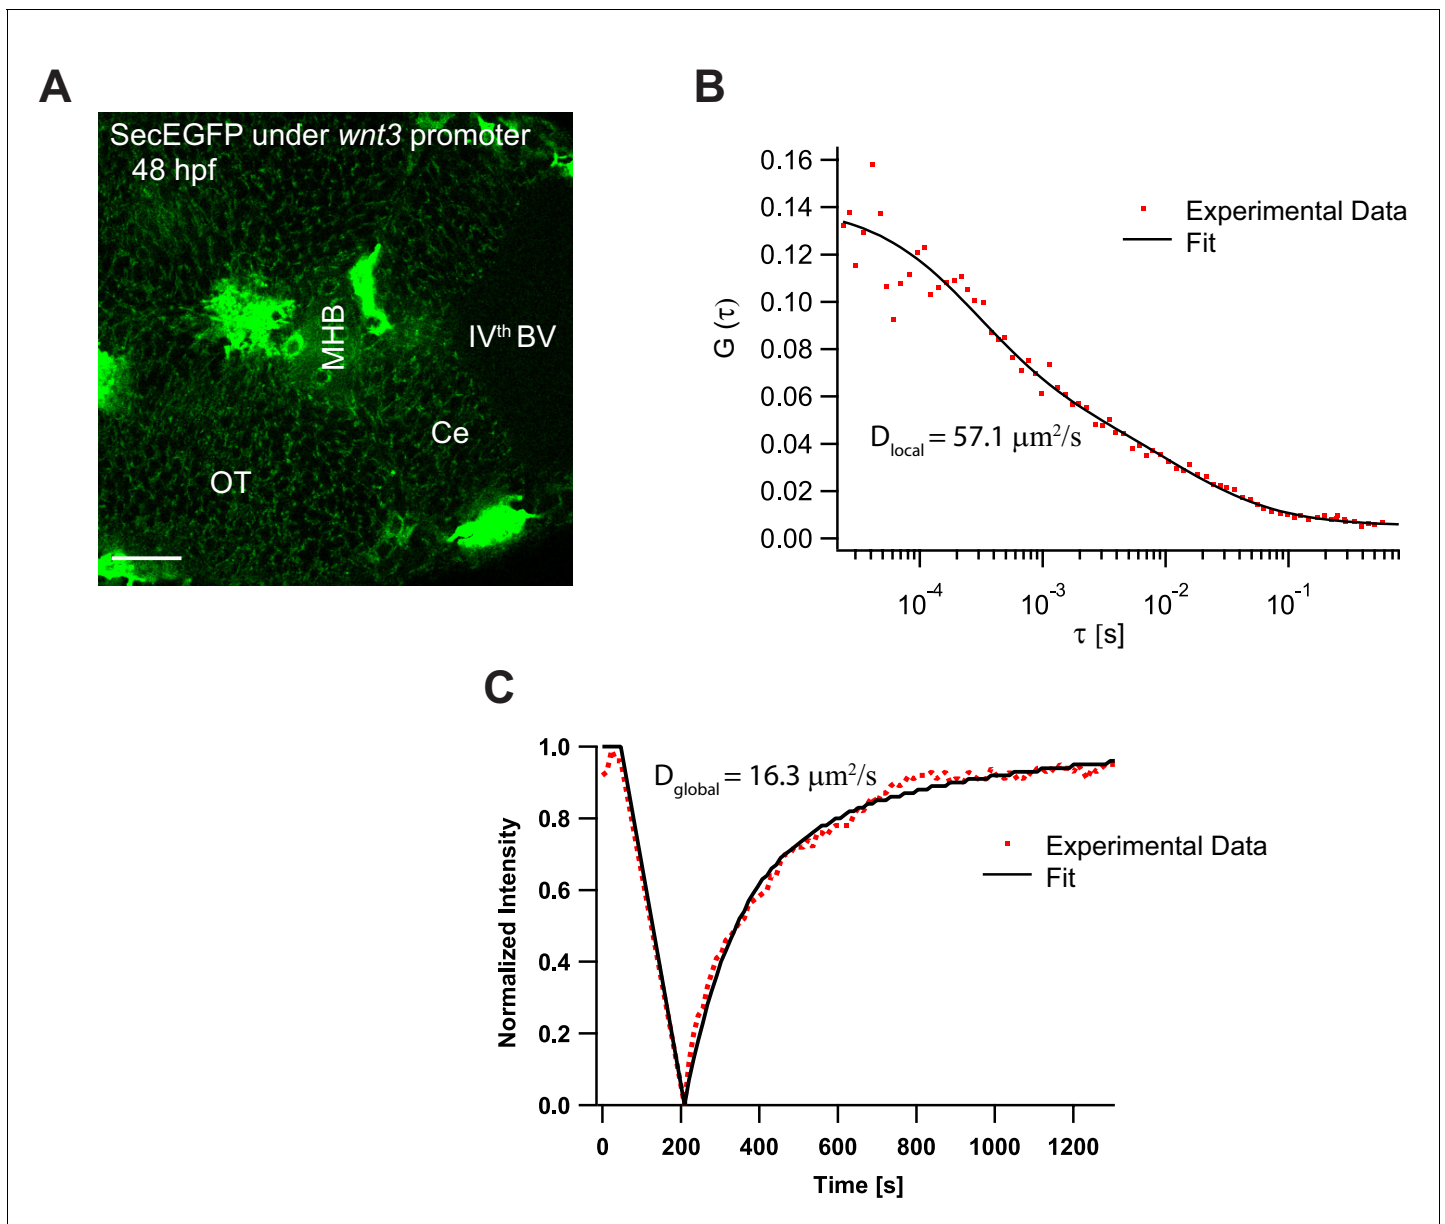 A
SecEGFP under wnt3 promoter
48 hpf
MHB
IVth BV
Ce
OT
B
0.16
0.14
0.12
0.10
0.08
0.06
0.04
0.02
0.00
G (τ)
Experimental Data
Fit
Dlocal = 57.1 μm²/s
10⁻⁴
10⁻³
10⁻²
10⁻¹
τ [s]
C
1.0
0.8
0.6
0.4
0.2
0.0
Normalized Intensity
Dglobal = 16.3 μm²/s
Experimental Data
Fit
0
200
400
600
800
1000
1200
Time [s]